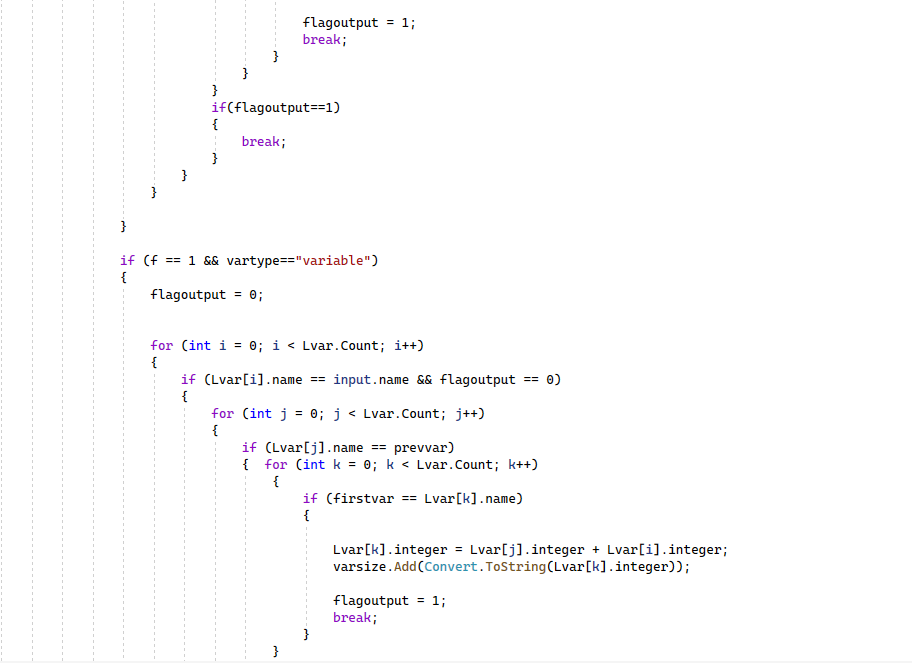 flagoutput = 1;
break;
}
}
}
if(flagoutput==1)
{
break;
}
}
}
}
if (f == 1 && vartype=="variable")
{
flagoutput = 0;
for (int i = 0; i < Lvar.Count; i++)
{
if (Lvar[i].name == input.name && flagoutput == 0)
{
for (int j = 0; j < Lvar.Count; j++)
{
if (Lvar[j].name == prevvar)
{ for (int k = 0; k < Lvar.Count; k++)
{
if (firstvar == Lvar[k].name)
{
Lvar[k].integer = Lvar[j].integer + Lvar[i].integer;
varsize.Add(Convert.ToString(Lvar[k].integer));
flagoutput = 1;
break;
}
}